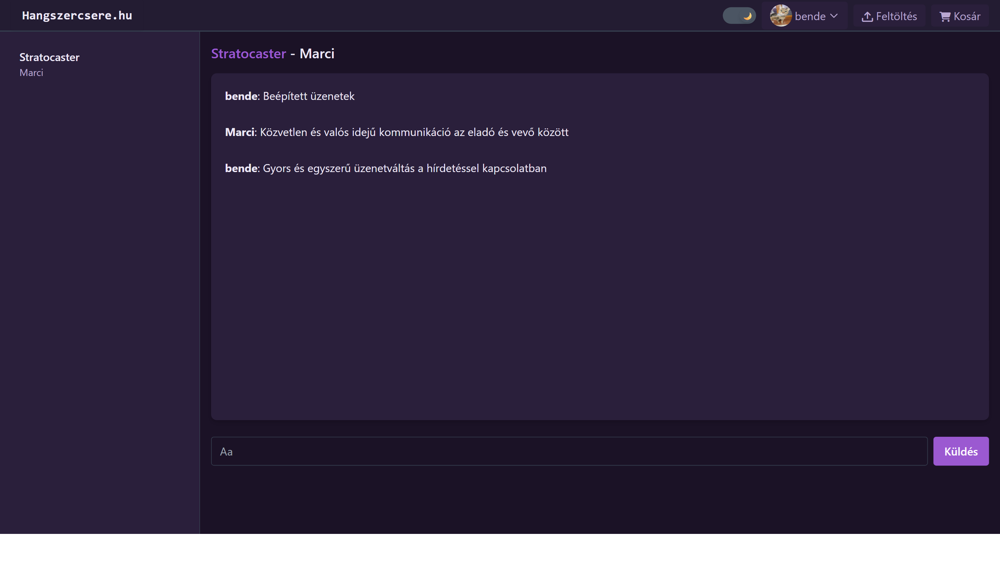 Hangszercsere.hu
bende
Feltöltés
Kosár
Stratocaster
Marci
Stratocaster - Marci
bende: Beépített üzenetek
Marci: Közvetlen és valós idejű kommunikáció az eladó és vevő között
bende: Gyors és egyszerű üzenetváltás a hírdetéssel kapcsolatban
Aa
Küldés